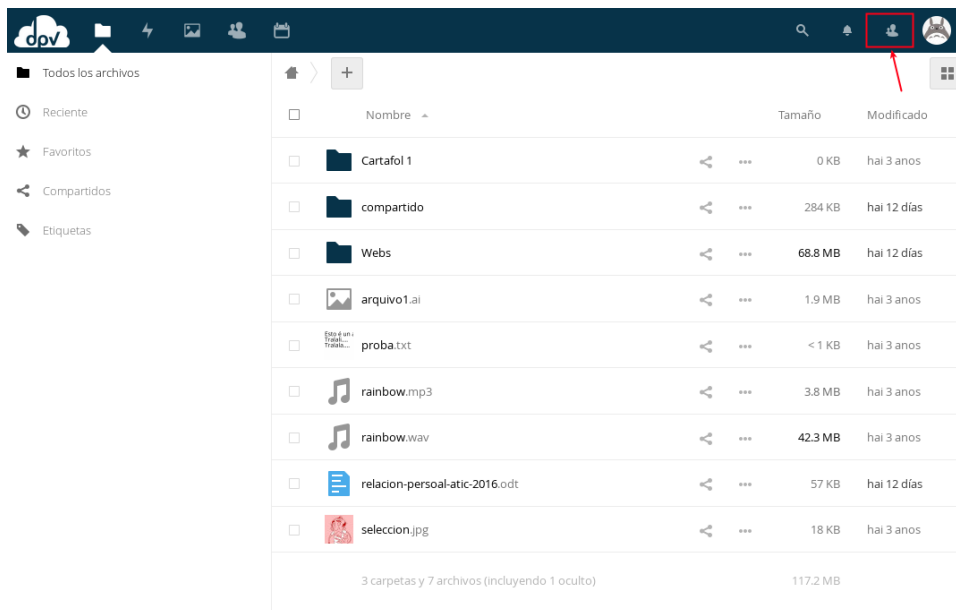 dpv
Todos los archivos
Reciente
Favoritos
Compartidos
Etiquetas
Nombre Tamaño Modificado
Cartafol 1 0 KB hai 3 anos
compartido 284 KB hai 12 días
Webs 68.8 MB hai 12 días
arquivo1.ai 1.9 MB hai 3 anos
Esto é un
Tralalí....
Tralala....
proba.txt < 1 KB hai 3 anos
rainbow.mp3 3.8 MB hai 3 anos
rainbow.wav 42.3 MB hai 3 anos
relacion-persoal-atic-2016.odt 57 KB hai 12 días
seleccion.jpg 18 KB hai 3 anos
3 carpetas y 7 archivos (incluyendo 1 oculto) 117.2 MB